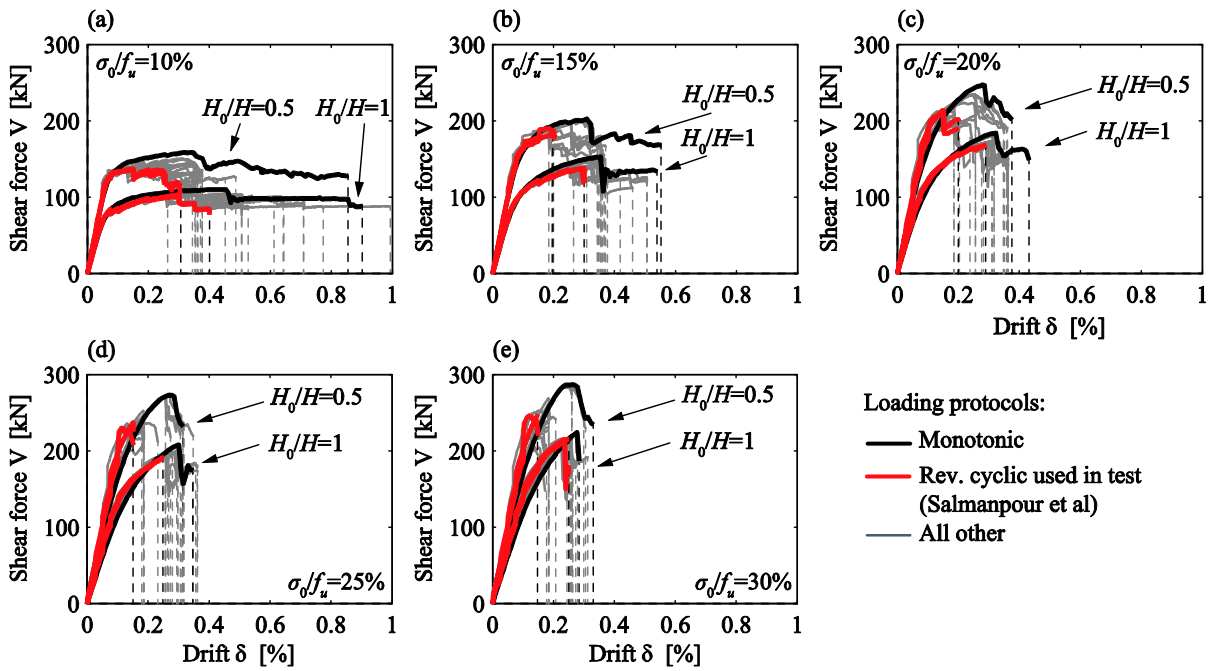 (a)
300
200
100
0
Shear force V [kN]
σ₀/fᵤ=10%
H₀/H=0.5
H₀/H=1
0 0.2 0.4 0.6 0.8 1
(b)
300
200
100
0
Shear force V [kN]
σ₀/fᵤ=15%
H₀/H=0.5
H₀/H=1
0 0.2 0.4 0.6 0.8 1
(c)
300
200
100
0
Shear force V [kN]
σ₀/fᵤ=20%
H₀/H=0.5
H₀/H=1
0 0.2 0.4 0.6 0.8 1
Drift δ [%]
(d)
300
200
100
0
Shear force V [kN]
H₀/H=0.5
H₀/H=1
σ₀/fᵤ=25%
0 0.2 0.4 0.6 0.8 1
Drift δ [%]
(e)
300
200
100
0
Shear force V [kN]
H₀/H=0.5
H₀/H=1
σ₀/fᵤ=30%
0 0.2 0.4 0.6 0.8 1
Drift δ [%]
Loading protocols:
Monotonic
Rev. cyclic used in test
(Salmanpour et al)
All other